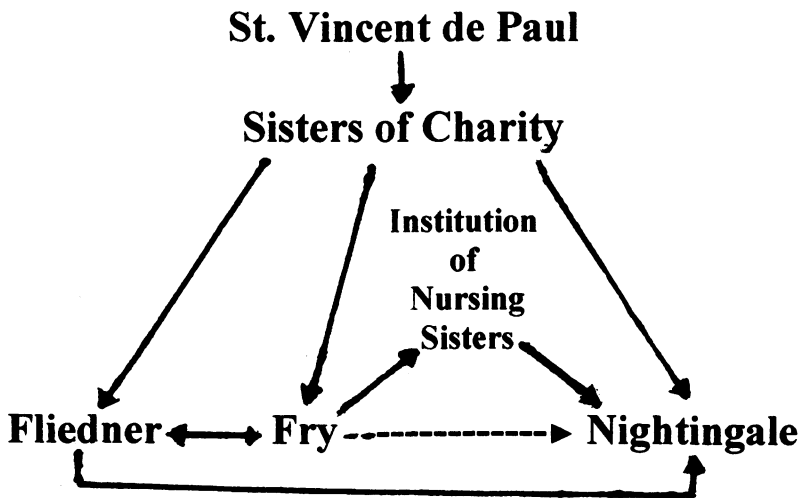 St. Vincent de Paul
Sisters of Charity
Institution
of
Nursing
Sisters
Fliedner Fry Nightingale